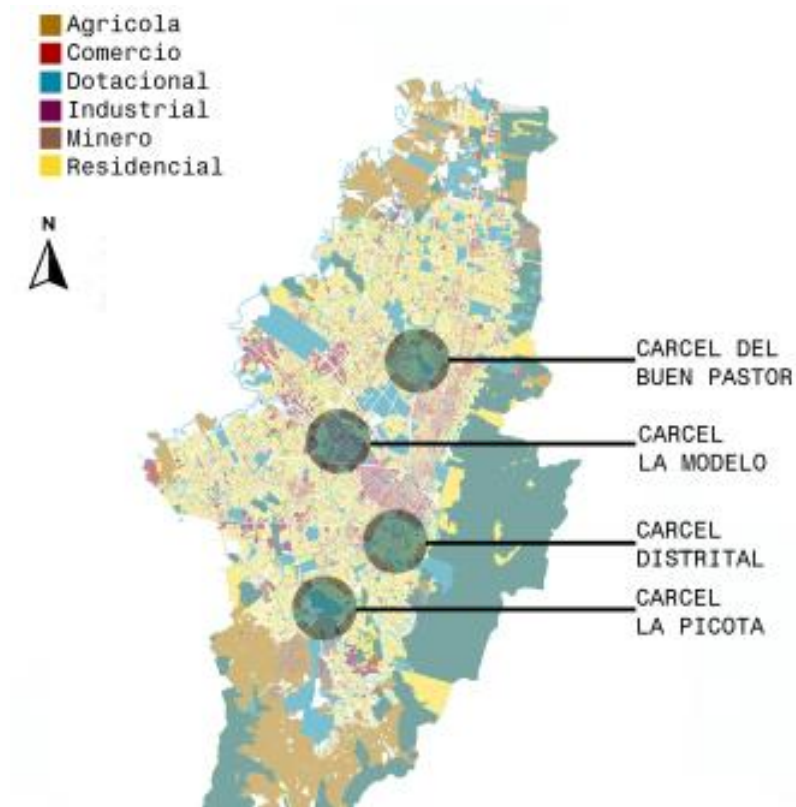 Agricola
Comercio
Dotacional
Industrial
Minero
Residencial
N
CARCEL DEL
BUEN PASTOR
CARCEL
LA MODELO
CARCEL
DISTRITAL
CARCEL
LA PICOTA